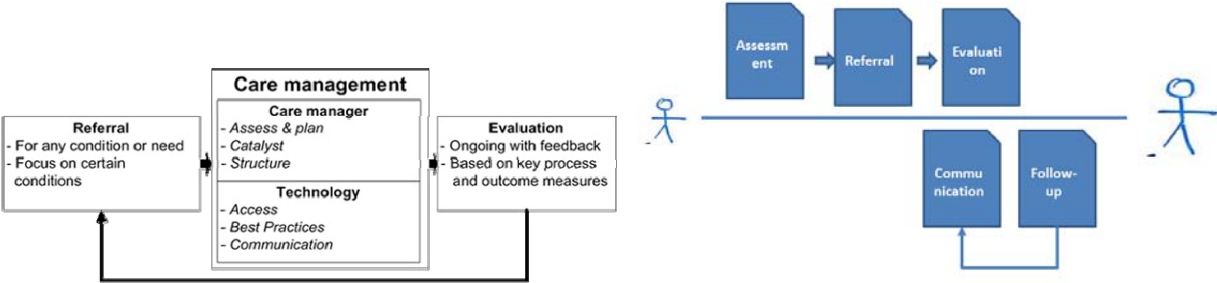 Care management
Care manager
- Assess & plan
- Catalyst
- Structure
Technology
- Access
- Best Practices
- Communication
Referral
- For any condition or need
- Focus on certain
conditions
Evaluation
- Ongoing with feedback
- Based on key process
and outcome measures
Assessm
ent
Referral
Evaluati
on
Commu
nication
Follow-
up